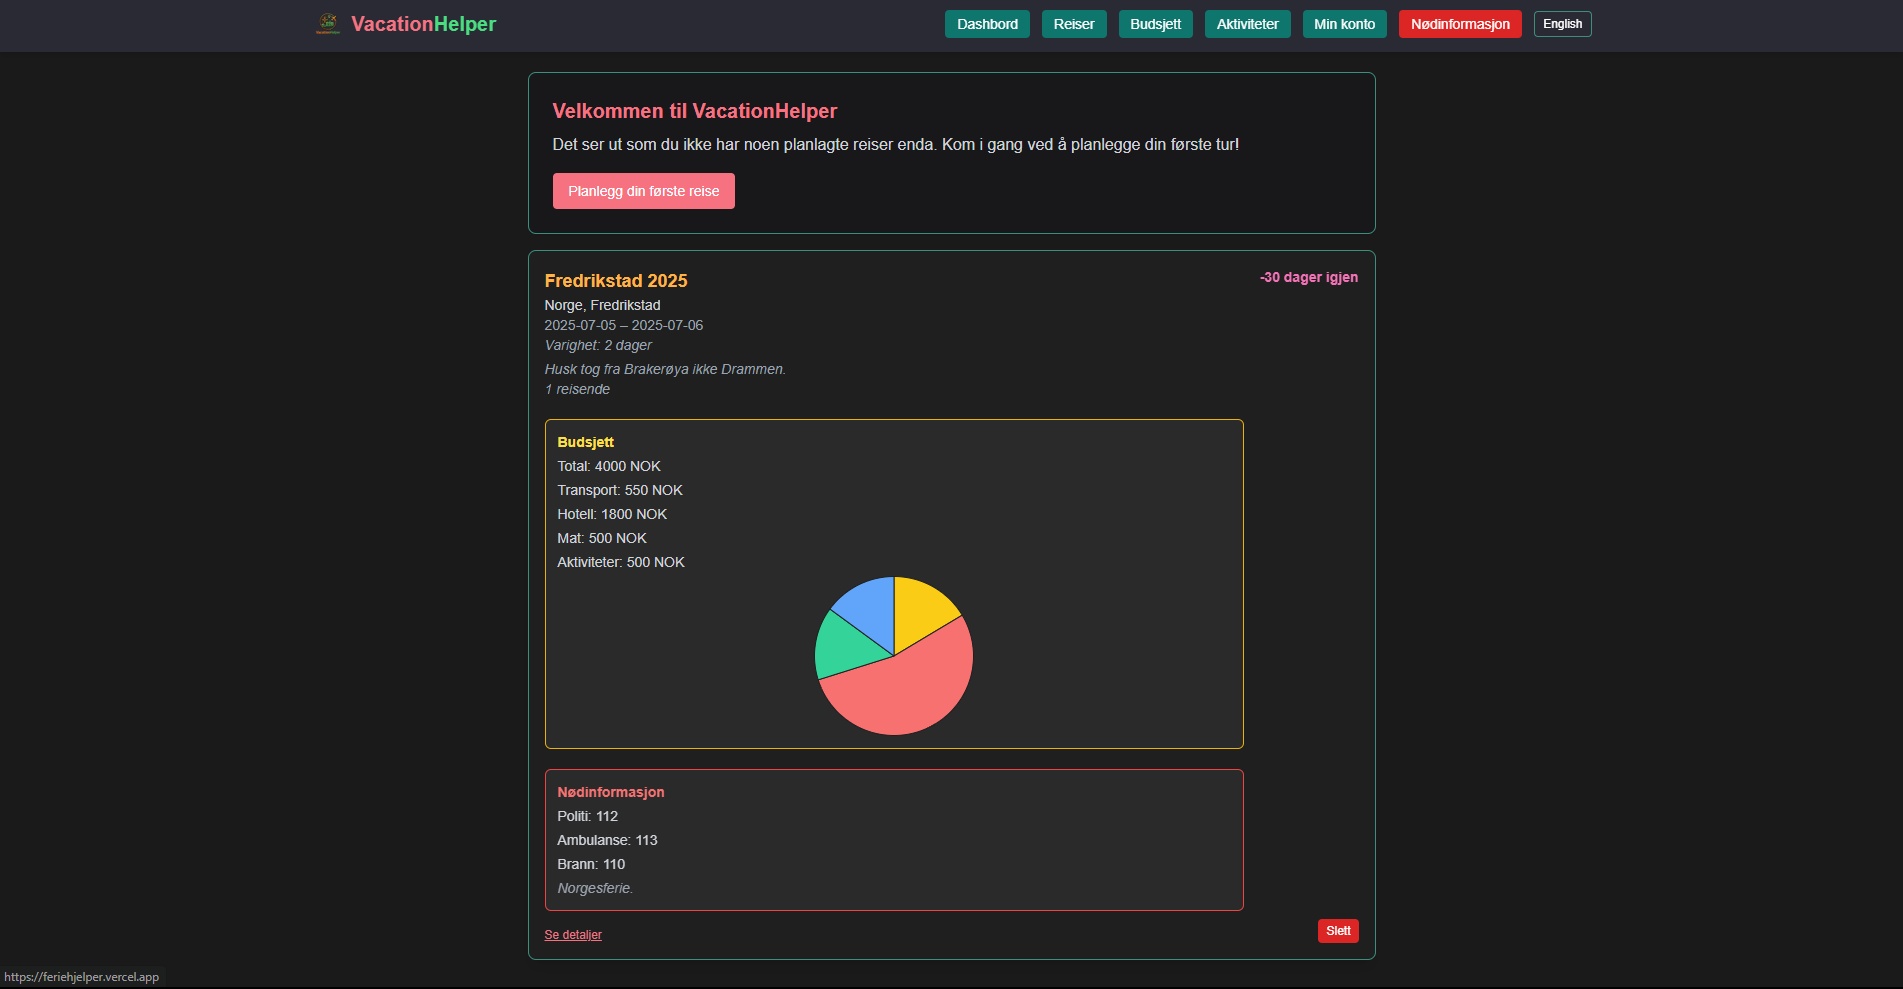 VacationHelper
Dashbord
Reiser
Budsjett
Aktiviteter
Min konto
Nødinformasjon
English
Velkommen til VacationHelper
Det ser ut som du ikke har noen planlagte reiser enda. Kom i gang ved å planlegge din første tur!
Planlegg din første reise
Fredrikstad 2025
-30 dager igjen
Norge, Fredrikstad
2025-07-05 – 2025-07-06
Varighet: 2 dager
Husk tog fra Brakerøya ikke Drammen.
1 reisende
Budsjett
Total: 4000 NOK
Transport: 550 NOK
Hotell: 1800 NOK
Mat: 500 NOK
Aktiviteter: 500 NOK
Nødinformasjon
Politi: 112
Ambulanse: 113
Brann: 110
Norgesferie.
Se detaljer
Slett
https://feriehjelper.vercel.app